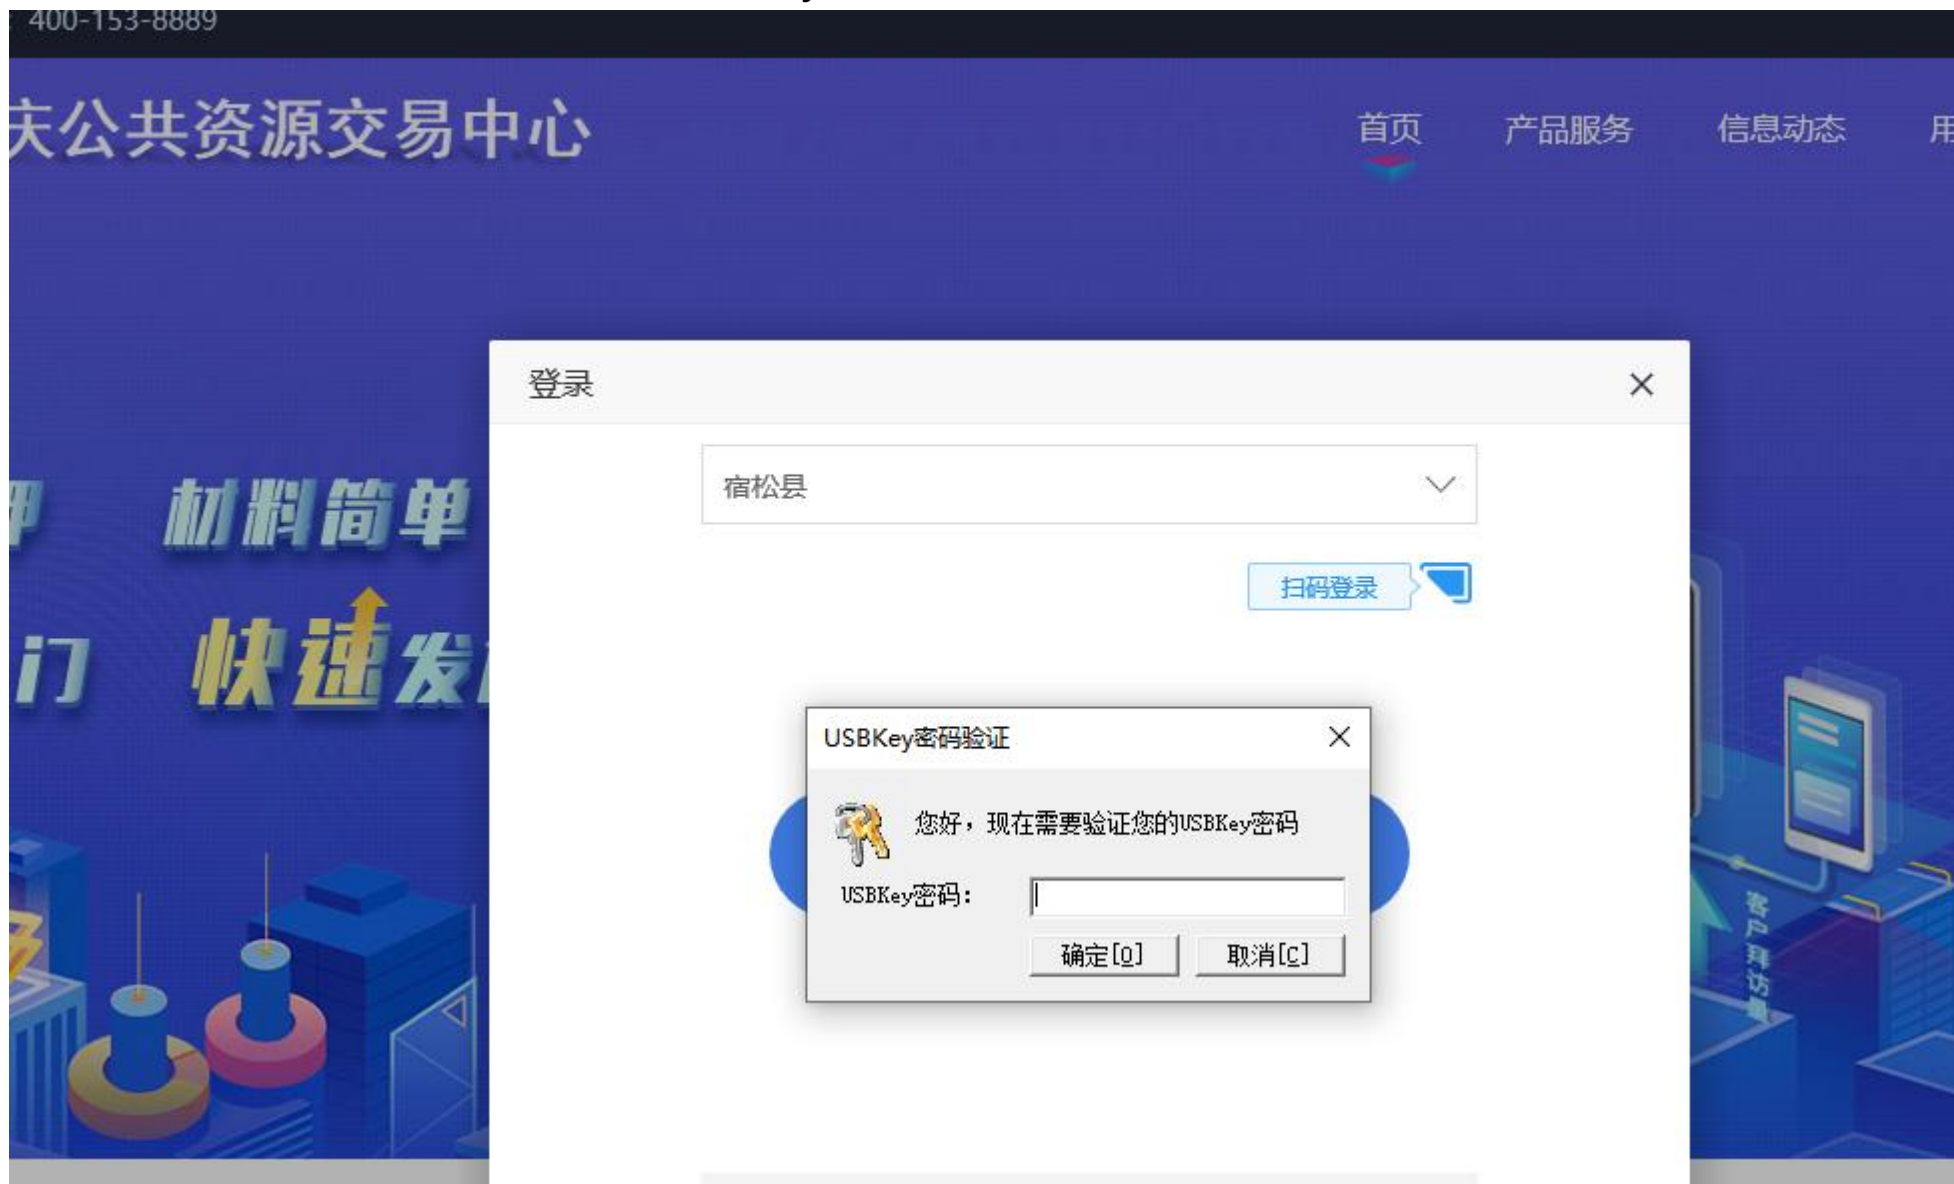 400-153-8889
庆公共资源交易中心
首页 产品服务 信息动态 用
登录
宿松县
材料简单
扫码登录
门 快速发
USBKey密码验证
您好，现在需要验证您的USBKey密码
USBKey密码：
确定[O] 取消[C]
客户拜访量